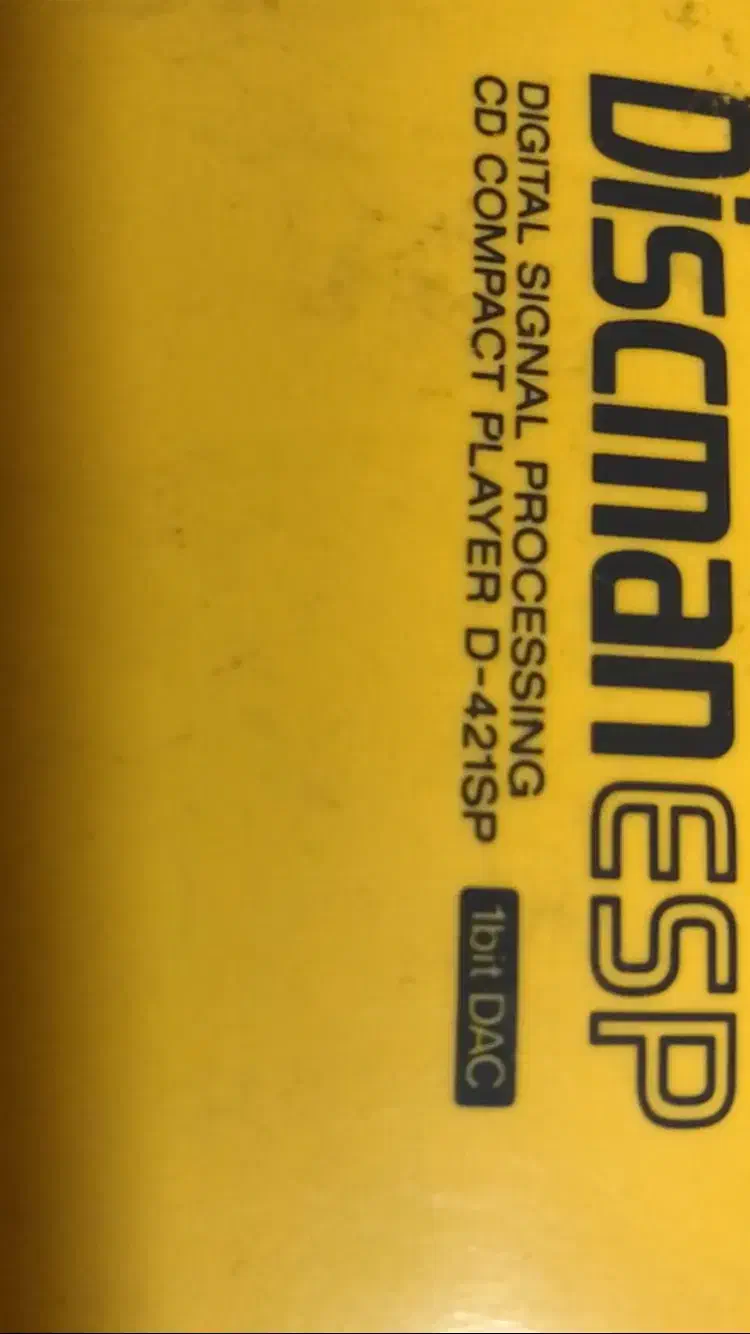 Discman ESP
DIGITAL SIGNAL PROCESSING
CD COMPACT PLAYER D-421SP 1bit DAC